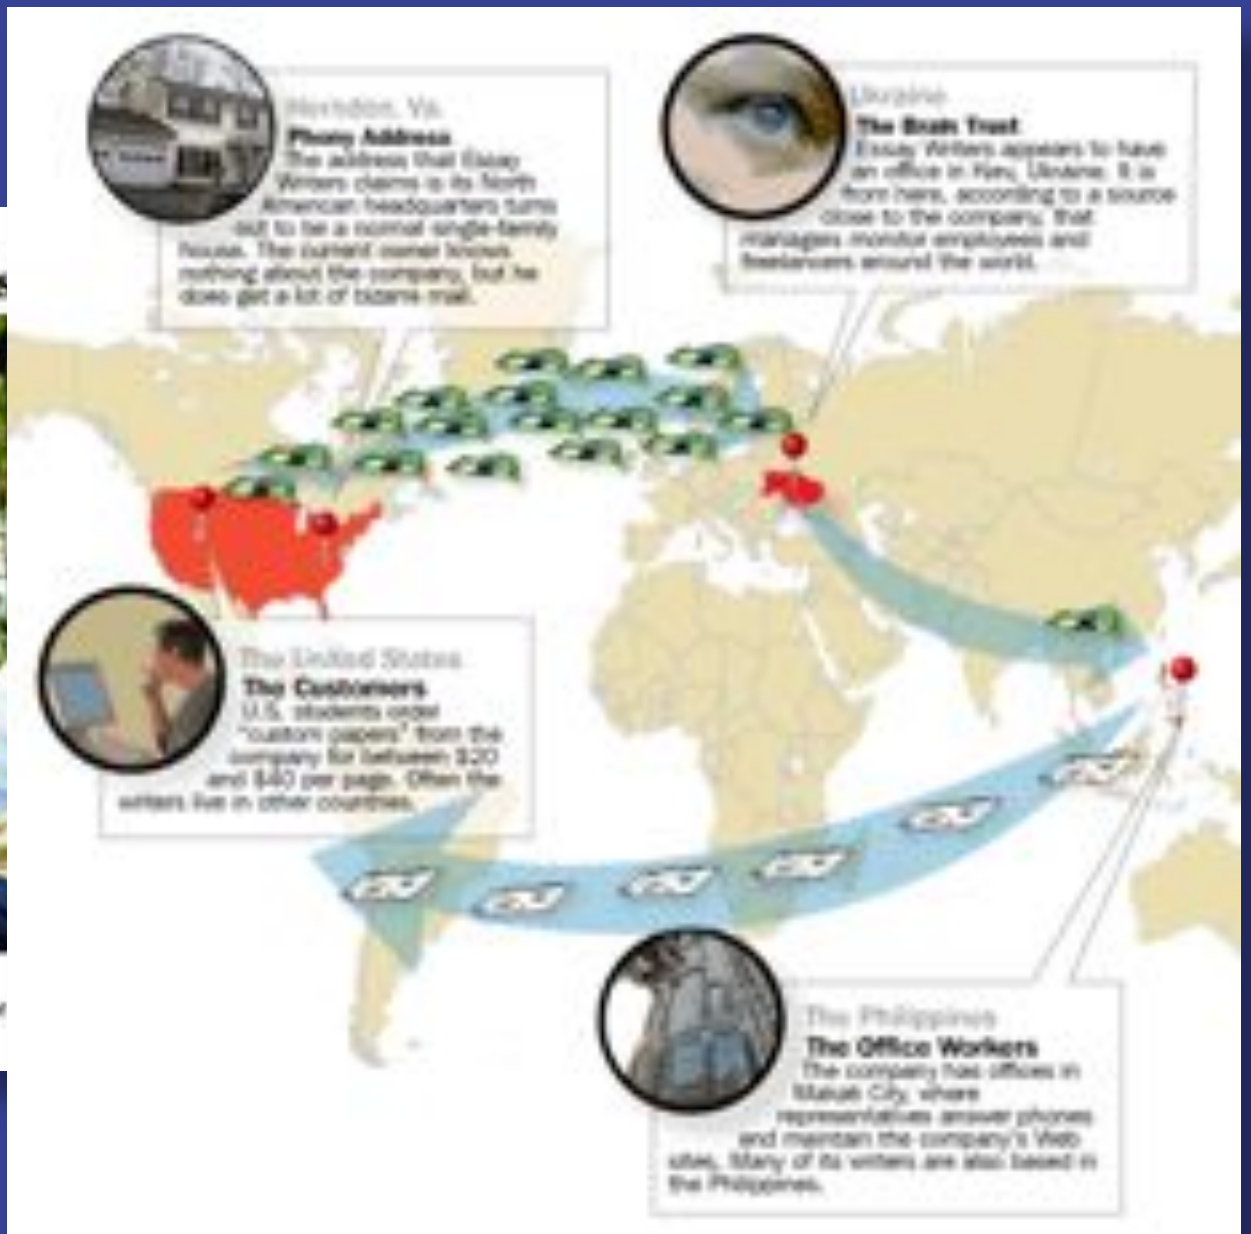 Herndon, Va.
Phony Address
The address that Essay
Writers claims is its North
American headquarters turns
out to be a normal single-family
house. The current owner knows
nothing about the company, but he
does get a lot of bizarre mail.
Ukraine
The Brain Trust
Essay Writers appears to have
an office in Kiev, Ukraine. It is
from here, according to a source
close to the company, that
managers monitor employees and
freelancers around the world.
The United States
The Customers
U.S. students order
"custom papers" from the
company for between $20
and $40 per page. Often the
writers live in other countries.
The Philippines
The Office Workers
The company has offices in
Makati City, where
representatives answer phones
and maintain the company's Web
sites. Many of its writers are also based in
the Philippines.